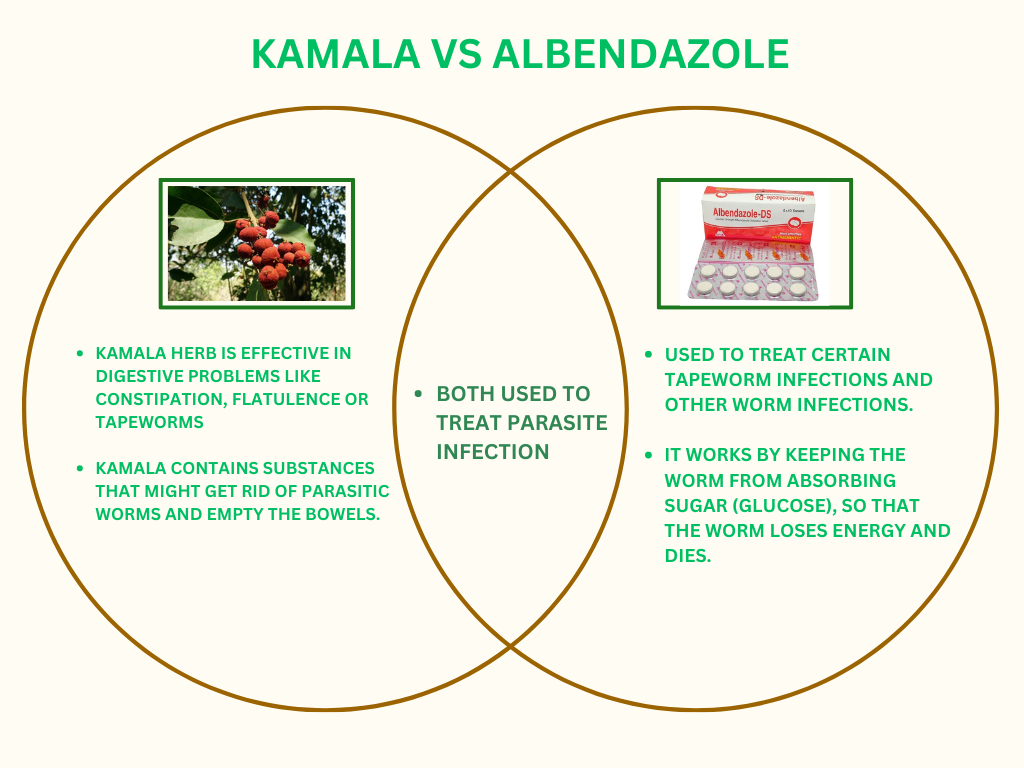 KAMALA VS ALBENDAZOLE
KAMALA HERB IS EFFECTIVE IN
DIGESTIVE PROBLEMS LIKE
CONSTIPATION, FLATULENCE OR
TAPEWORMS
KAMALA CONTAINS SUBSTANCES
THAT MIGHT GET RID OF PARASITIC
WORMS AND EMPTY THE BOWELS.
BOTH USED TO
TREAT PARASITE
INFECTION
Albendazole-DS
Albendazole-DS
USED TO TREAT CERTAIN
TAPEWORM INFECTIONS AND
OTHER WORM INFECTIONS.
IT WORKS BY KEEPING THE
WORM FROM ABSORBING
SUGAR (GLUCOSE), SO THAT
THE WORM LOSES ENERGY AND
DIES.